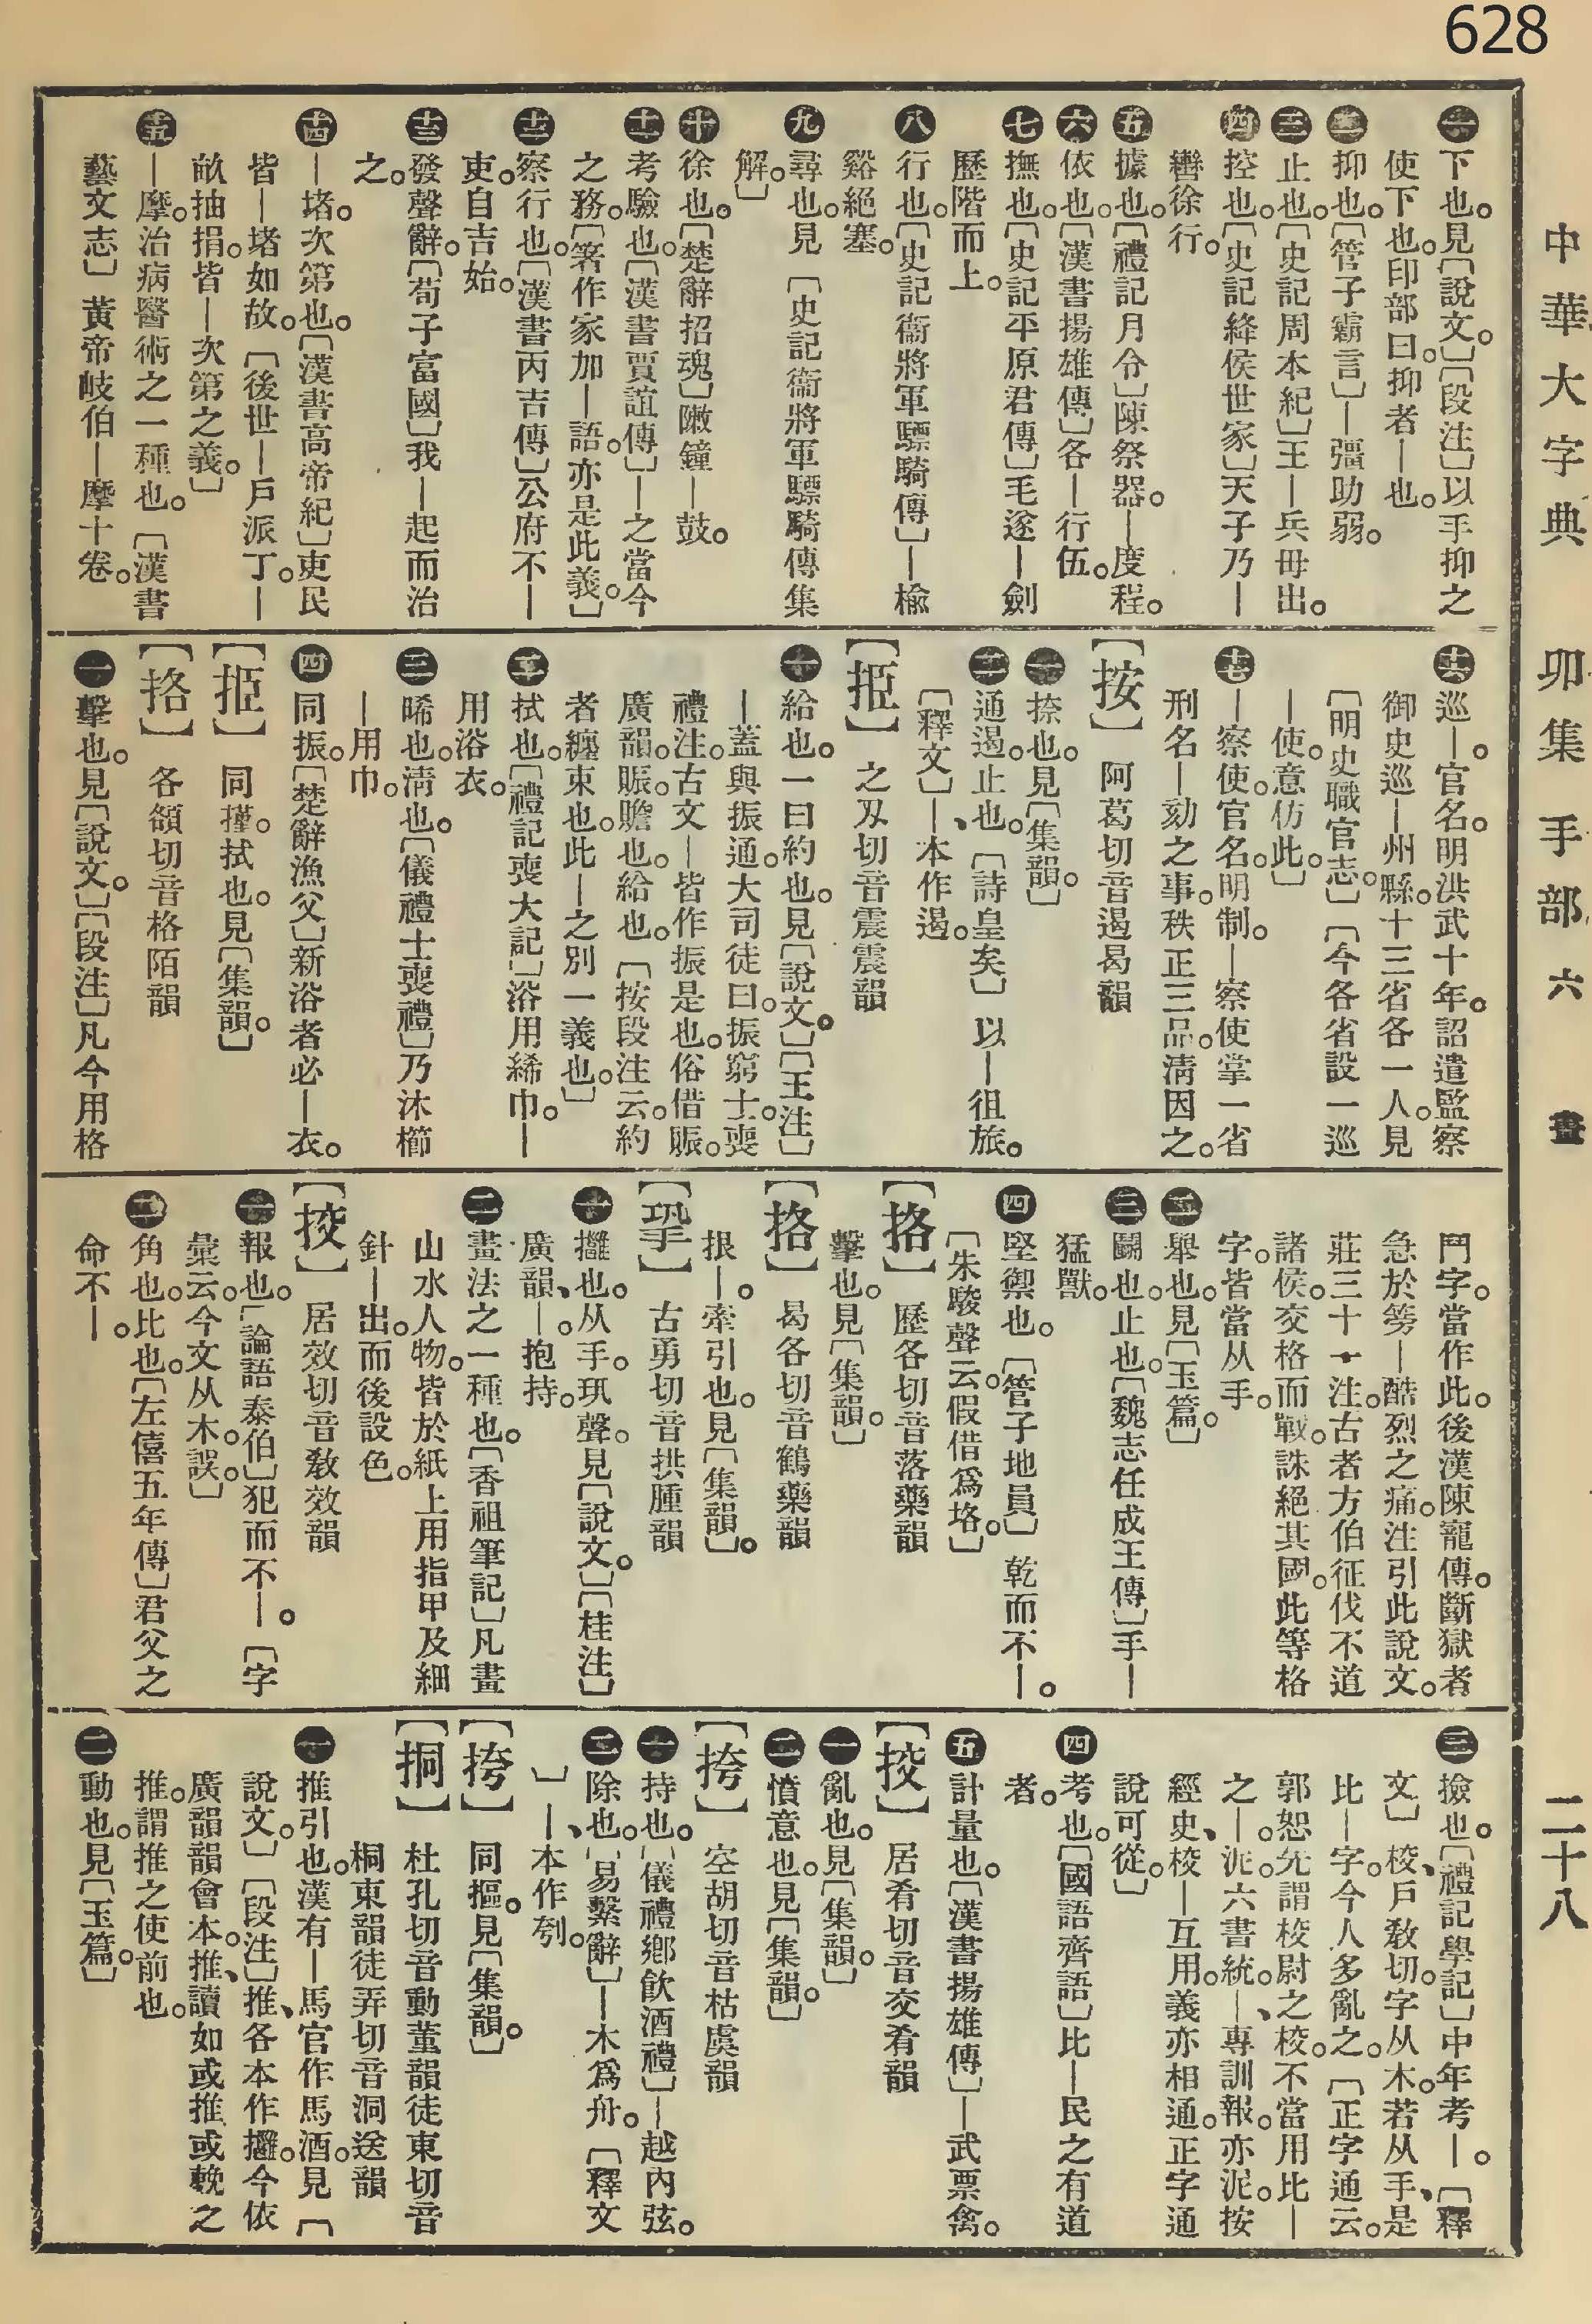 628
中華大字典 卯集 手部 六畫 二十八
㊀下也。見〔說文。〕〔段注〕以手抑之
使下也。印部曰。抑者―也。
㊁抑也。〔管子霸言〕―彊助弱。
㊂止也。〔史記周本紀〕王―兵毋出。
㊃控也。〔史記絳侯世家〕天子乃―
轡徐行。
㊄據也。〔禮記月令〕陳祭器。―度程。
㊅依也。〔漢書揚雄傳〕各―行伍。
㊆撫也。〔史記平原君傳〕毛遂―劍
歷階而上。
㊇行也。〔史記衞將軍驃騎傳〕―楡
谿絕塞。
㊈尋也。見〔史記衞將軍驃騎傳集
解。〕
㊉徐也。〔楚辭招魂〕敶鐘―鼓。
十一考驗也。〔漢書賈誼傳〕―之當今
之務。〔箸作家加―語。亦是此義。〕
十二察行也。〔漢書丙吉傳〕公府不―
吏。自吉始。
十三發聲辭。〔荀子富國〕我―起而治
之。
十四―堵。次第也。〔漢書高帝紀〕吏民
皆―堵如故。〔後世―戶派丁。―
畝抽捐。皆―次第之義。〕
十五―摩。治病醫術之一種也。〔漢書
藝文志〕黃帝岐伯―摩十卷。
十六巡―。官名。明洪武十年。詔遣監察
御史巡―州縣。十三省各一人。見
〔明史職官志。〕〔今各省設一巡
―使。意仿此。〕
十七―察使。官名。明制。―察使掌一省
刑名―劾之事。秩正三品。淸因之。
【按】 阿葛切音遏曷韻
㊀捺也。見〔集韻。〕
㊁通遏。止也。〔詩皇矣〕以―徂旅。
〔釋文〕―、本作遏。
【挋】 之刃切音震震韻
㊀給也。一曰約也。見〔說文。〕〔王注〕
―蓋與振通。大司徒曰。振窮。士喪
禮注。古文―皆作振是也。俗借賑。
廣韻。賑。贍也。給也。〔按段注云。約
者纏束也。此―之別一義也。〕
㊁拭也。〔禮記喪大記〕浴用絺巾。―
用浴衣。
㊂晞也。淸也。〔儀禮士喪禮〕乃沐櫛
―用巾。
㊃同振。〔楚辭漁父〕新浴者必―衣。
【挋】 同㨷。拭也。見〔集韻。〕
【挌】 各頟切音格陌韻
㊀擊也。見〔說文。〕〔段注〕凡今用格
鬥字。當作此。後漢陳寵傳。斷獄者
急於篣―酷烈之痛。注引此說文。
莊三十一注。古者方伯征伐不道
諸侯。交格而戰。誅絕其國。此等格
字。皆當从手。
㊁舉也。見〔玉篇。〕
㊂鬬也。止也。〔魏志任成王傳〕手―
猛獸。
㊃堅禦也。〔管子地員〕乾而不―。
〔朱駿聲云。假借爲垎。〕
【挌】 歷各切音落藥韻
擊也。見〔集韻。〕
【挌】 曷各切音鶴藥韻
拫―。牽引也。見〔集韻。〕
【挐】 古勇切音拱腫韻
㊀攡也。从手。巩聲。見〔說文。〕〔桂注〕
廣韻、―。抱持。
㊁畫法之一種也。〔香祖筆記〕凡畫
山水人物。皆於紙上用指甲及細
針―出。而後設色。
【挍】 居效切音敎效韻
㊀報也。〔論語泰伯〕犯而不―。〔字
彙云。今文从木。誤。〕
㊁角也。比也。〔左僖五年傳〕君父之
命不―。
㊂撿也。〔禮記學記〕中年考―。〔釋
文〕校、戶敎切。字从木。若从手、是
比―字。今人多亂之。〔正字通云。
郭恕先謂校尉之校。不當用比―
之―。泥。六書統。―、專訓報。亦泥。按
經史、校―互用。義亦相通。正字通
說可從。〕
㊃考也。〔國語齊語〕比―民之有道
者。
㊄計量也。〔漢書揚雄傳〕―武票禽。
【挍】 居肴切音交肴韻
㊀亂也。見〔集韻。〕
㊁憤意也。見〔集韻。〕
【挎】 空胡切音枯虞韻
㊀持也。〔儀禮鄉飲酒禮〕―越內弦。
㊁除也。〔易繫辭〕―木爲舟。〔釋文
〕―、本作刳。
【挎】 同摳。見〔集韻。〕
【挏】 杜孔切音動董韻徒東切音
桐東韻徒弄切音洞送韻
㊀推引也。漢有―馬官作馬酒。見〔
說文。〕〔段注〕推、各本作攡。今依
廣韻韻會本。推、讀如或推或輓之
推。謂推之使前也。
㊁動也。見〔玉篇。〕